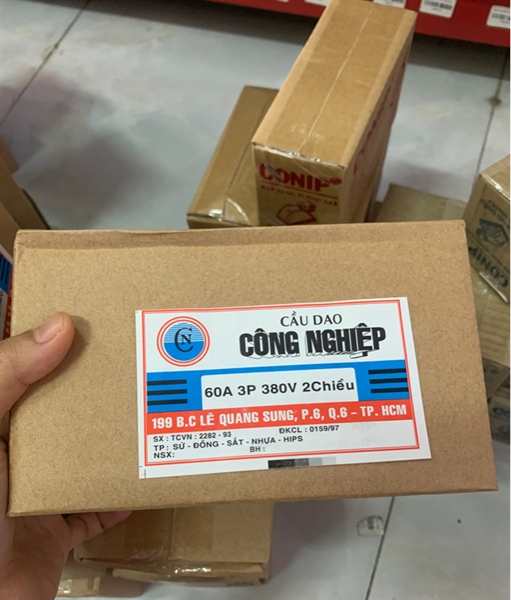 CONIP®
CNC
CẦU DAO
CÔNG NGHIỆP
60A 3P 380V 2Chiều
199 B.C LÊ QUANG SUNG, P.6, Q.6 – TP. HCM
SX : TCVN : 2282 - 93 ĐKCL : 0159/97
TP : SỨ - ĐỒNG - SẮT - NHỰA - HIPS
NSX: BH :